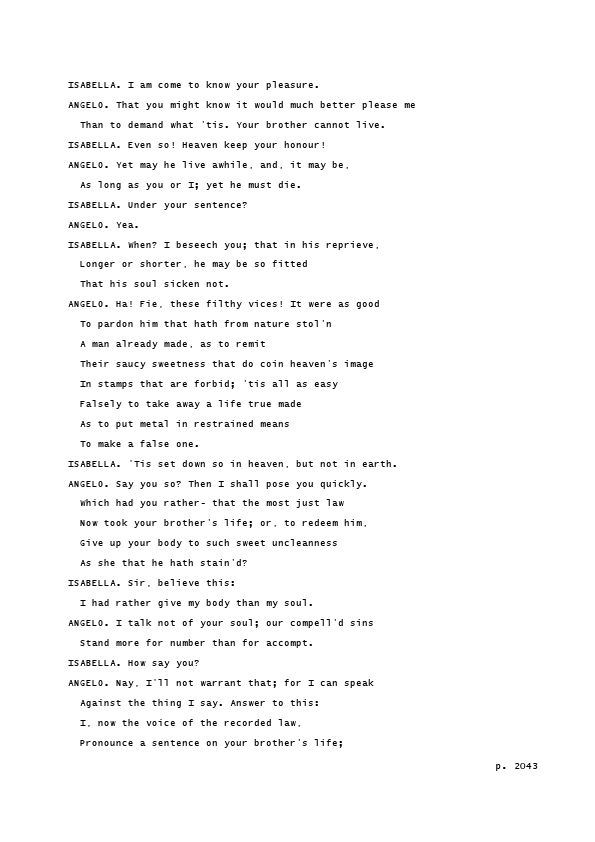 ISABELLA. I am come to know your pleasure.
ANGELO. That you might know it would much better please me
Than to demand what 'tis. Your brother cannot live.
ISABELLA. Even so! Heaven keep your honour!
ANGELO. Yet may he live awhile, and, it may be,
As long as you or I; yet he must die.
ISABELLA. Under your sentence?
ANGELO. Yea.
ISABELLA. When? I beseech you; that in his reprieve,
Longer or shorter, he may be so fitted
That his soul sicken not.
ANGELO. Ha! Fie, these filthy vices! It were as good
To pardon him that hath from nature stol'n
A man already made, as to remit
Their saucy sweetness that do coin heaven's image
In stamps that are forbid; 'tis all as easy
Falsely to take away a life true made
As to put metal in restrained means
To make a false one.
ISABELLA. 'Tis set down so in heaven, but not in earth.
ANGELO. Say you so? Then I shall pose you quickly.
Which had you rather- that the most just law
Now took your brother's life; or, to redeem him,
Give up your body to such sweet uncleanness
As she that he hath stain'd?
ISABELLA. Sir, believe this:
I had rather give my body than my soul.
ANGELO. I talk not of your soul; our compell'd sins
Stand more for number than for accompt.
ISABELLA. How say you?
ANGELO. Nay, I'll not warrant that; for I can speak
Against the thing I say. Answer to this:
I, now the voice of the recorded law,
Pronounce a sentence on your brother's life;
p. 2043